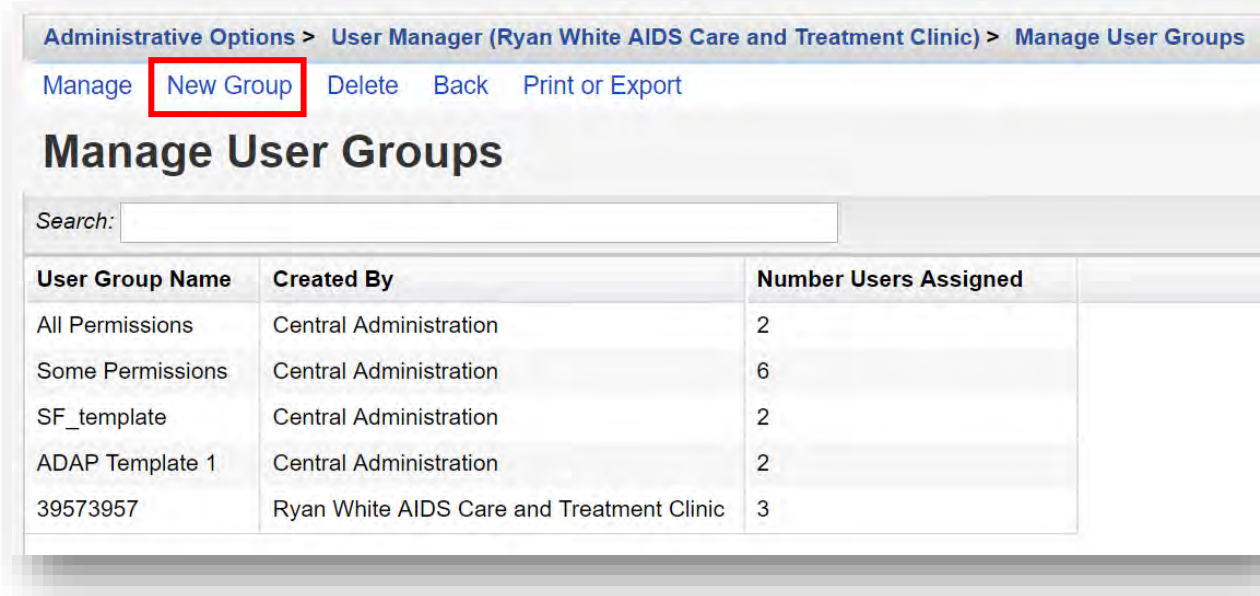 Administrative Options > User Manager (Ryan White AIDS Care and Treatment Clinic) > Manage User Groups
Manage New Group Delete Back Print or Export
Manage User Groups
Search:
User Group Name Created By Number Users Assigned
All Permissions Central Administration 2
Some Permissions Central Administration 6
SF_template Central Administration 2
ADAP Template 1 Central Administration 2
39573957 Ryan White AIDS Care and Treatment Clinic 3